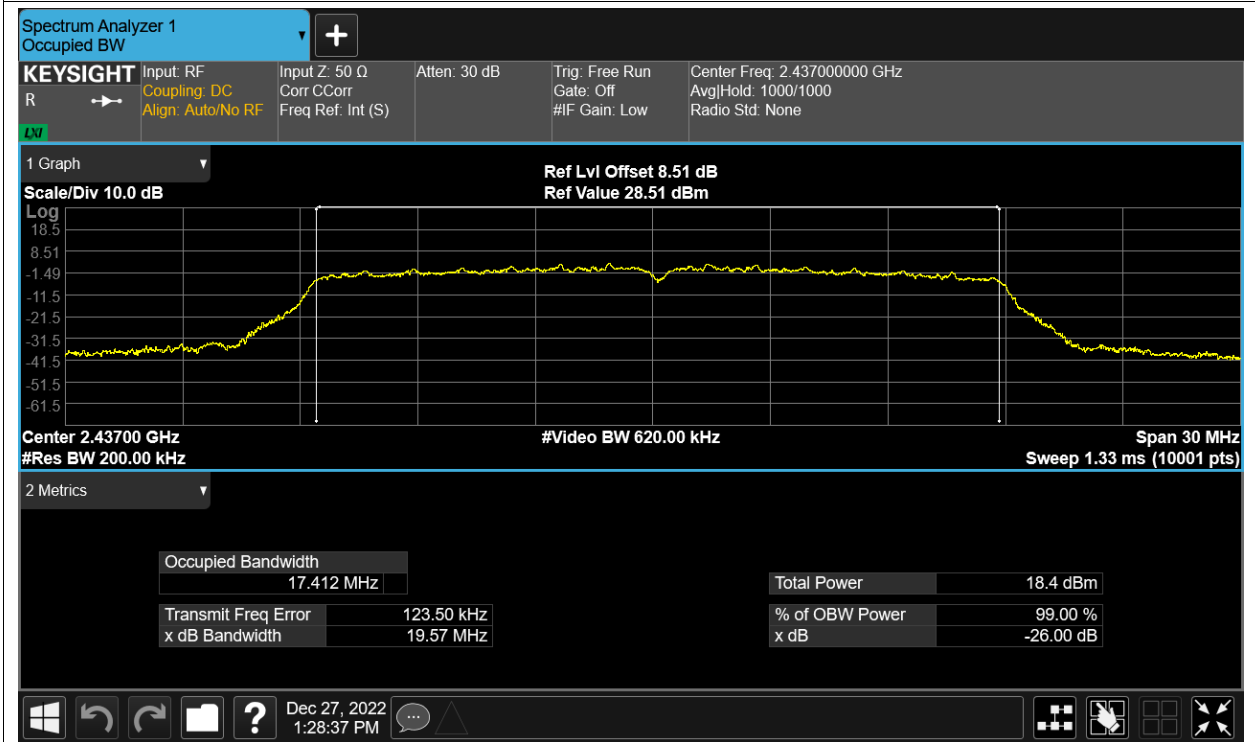 Spectrum Analyzer 1
Occupied BW
KEYSIGHT
R
LXI
Input: RF
Coupling: DC
Align: Auto/No RF
Input Z: 50 Ω
Corr CCorr
Freq Ref: Int (S)
Atten: 30 dB
Trig: Free Run
Gate: Off
#IF Gain: Low
Center Freq: 2.437000000 GHz
Avg|Hold: 1000/1000
Radio Std: None
1 Graph
Scale/Div 10.0 dB
Ref Lvl Offset 8.51 dB
Ref Value 28.51 dBm
Log
18.5
8.51
-1.49
-11.5
-21.5
-31.5
-41.5
-51.5
-61.5
Center 2.43700 GHz
#Res BW 200.00 kHz
#Video BW 620.00 kHz
Span 30 MHz
Sweep 1.33 ms (10001 pts)
2 Metrics
Occupied Bandwidth
17.412 MHz
Transmit Freq Error 123.50 kHz
x dB Bandwidth 19.57 MHz
Total Power 18.4 dBm
% of OBW Power 99.00 %
x dB -26.00 dB
?
Dec 27, 2022
1:28:37 PM